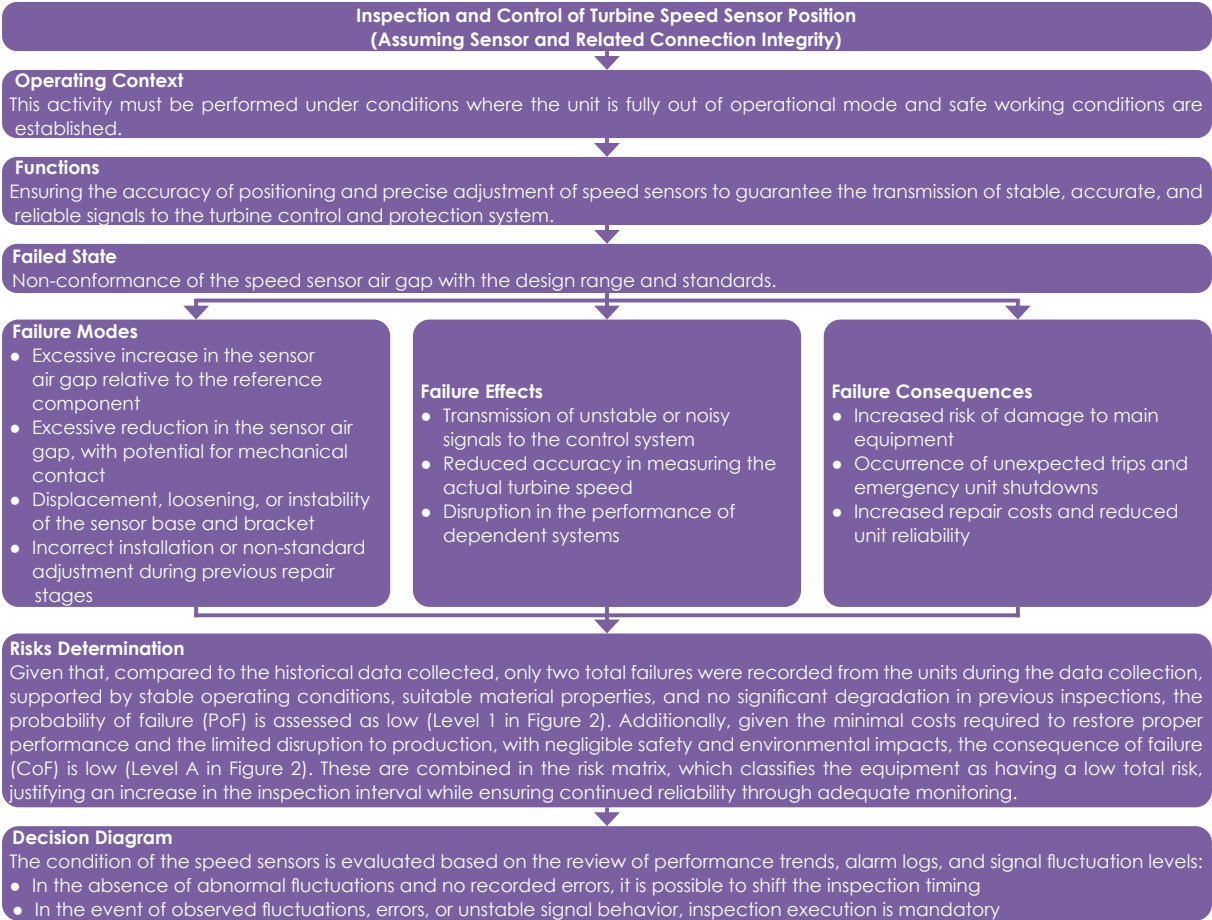 Inspection and Control of Turbine Speed Sensor Position
(Assuming Sensor and Related Connection Integrity)
Operating Context
This activity must be performed under conditions where the unit is fully out of operational mode and safe working conditions are
established.
Functions
Ensuring the accuracy of positioning and precise adjustment of speed sensors to guarantee the transmission of stable, accurate, and
reliable signals to the turbine control and protection system.
Failed State
Non-conformance of the speed sensor air gap with the design range and standards.
Failure Modes
● Excessive increase in the sensor
air gap relative to the reference
component
● Excessive reduction in the sensor air
gap, with potential for mechanical
contact
● Displacement, loosening, or instability
of the sensor base and bracket
● Incorrect installation or non-standard
adjustment during previous repair
stages
Failure Effects
● Transmission of unstable or noisy
signals to the control system
● Reduced accuracy in measuring the
actual turbine speed
● Disruption in the performance of
dependent systems
Failure Consequences
● Increased risk of damage to main
equipment
● Occurrence of unexpected trips and
emergency unit shutdowns
● Increased repair costs and reduced
unit reliability
Risks Determination
Given that, compared to the historical data collected, only two total failures were recorded from the units during the data collection,
supported by stable operating conditions, suitable material properties, and no significant degradation in previous inspections, the
probability of failure (PoF) is assessed as low (Level 1 in Figure 2). Additionally, given the minimal costs required to restore proper
performance and the limited disruption to production, with negligible safety and environmental impacts, the consequence of failure
(CoF) is low (Level A in Figure 2). These are combined in the risk matrix, which classifies the equipment as having a low total risk,
justifying an increase in the inspection interval while ensuring continued reliability through adequate monitoring.
Decision Diagram
The condition of the speed sensors is evaluated based on the review of performance trends, alarm logs, and signal fluctuation levels:
● In the absence of abnormal fluctuations and no recorded errors, it is possible to shift the inspection timing
● In the event of observed fluctuations, errors, or unstable signal behavior, inspection execution is mandatory